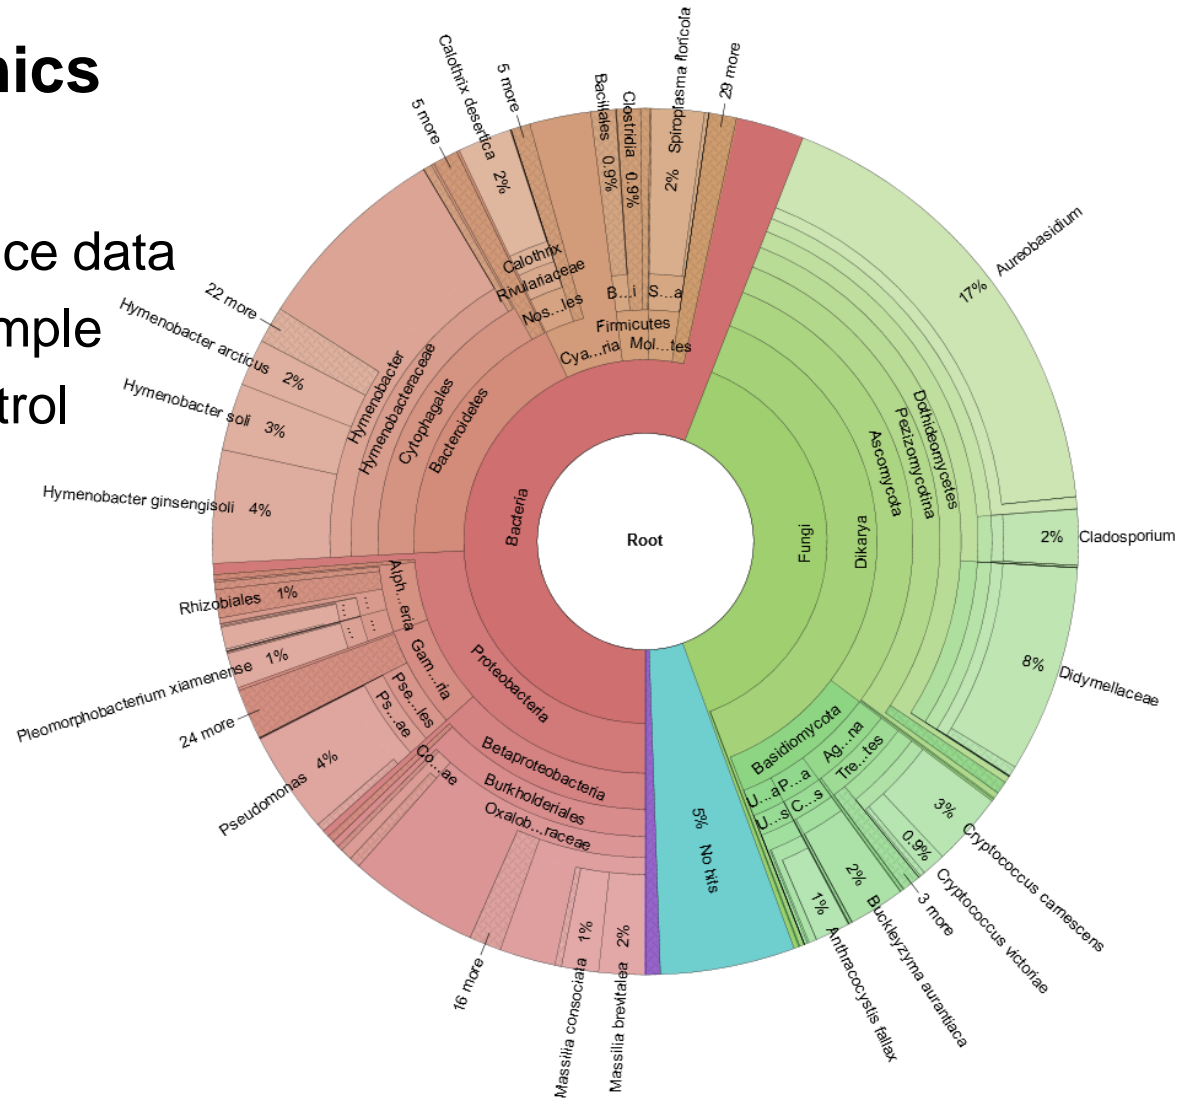 nics
ce data
mple
trol
5 more
Calothrix desertica 2%
5 more
Bacillales 0.9%
Clostridia 0.9%
Spiroplasma floricola 2%
29 more
Aureobasidium 17%
Cladosporium 2%
Didymellaceae 8%
Cryptococcus carnescens 3%
Cryptococcus victoriae 0.9%
3 more
Buckleyzyma aurantiaca 2%
Anthracocystis fallax 1%
No hits 5%
Massilia brevitalea 2%
Massilia consociata 1%
16 more
Pseudomonas 4%
24 more
Pleomorphobacterium xiamenense 1%
Rhizobiales 1%
Hymenobacter ginsengisoli 4%
Hymenobacter soli 3%
Hymenobacter arcticus 2%
22 more
Root
Bacteria
Bacteroidetes
Cytophagales
Hymenobacteraceae
Hymenobacter
Calothrix
Rivulariaceae
Nos...les
Cya...ria
Firmicutes
B...i
S...a
Mol...tes
Fungi
Dikarya
Ascomycota
Pezizomycotina
Dothideomycetes
Basidiomycota
Ag...na
Tre...tes
U...a
P...a
U...s
C...s
Proteobacteria
Alph...eria
Gam...ria
Pse...les
Ps...ae
Betaproteobacteria
Burkholderiales
Co...ae
Oxalob...raceae